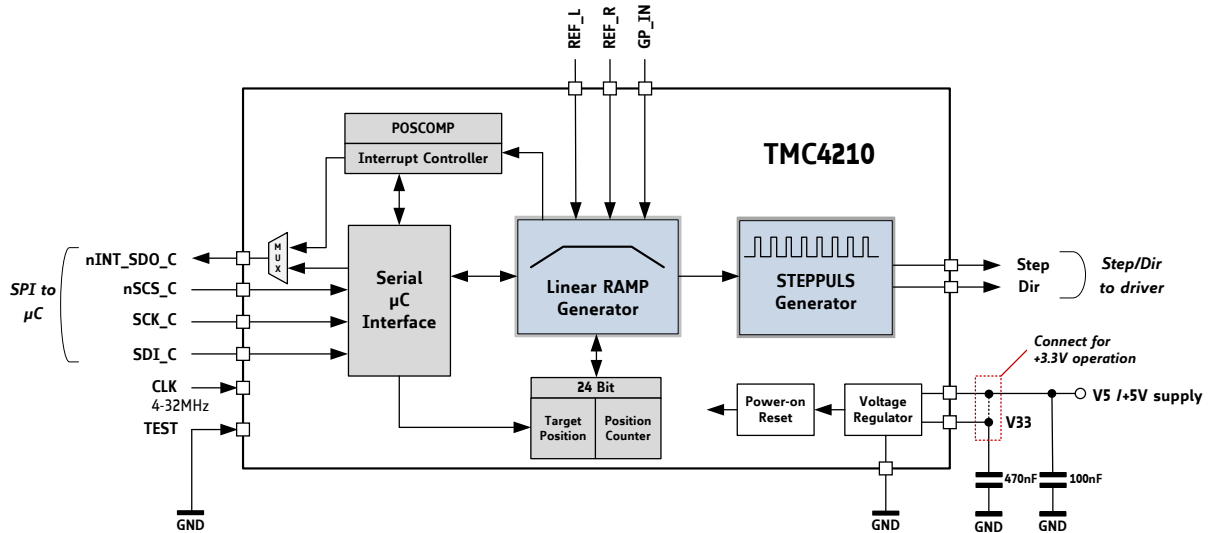 REF_L
REF_R
GP_IN
TMC4210
POSCOMP
Interrupt Controller
MUX
SPI to
µC
nINT_SDO_C
nSCS_C
SCK_C
SDI_C
CLK
4-32MHz
TEST
GND
Serial
µC
Interface
Linear RAMP
Generator
STEPPULS
Generator
Step
Dir
Step/Dir
to driver
24 Bit
Target
Position
Position
Counter
Power-on
Reset
Voltage
Regulator
Connect for
+3.3V operation
V5 /+5V supply
V33
470nF
100nF
GND
GND
GND